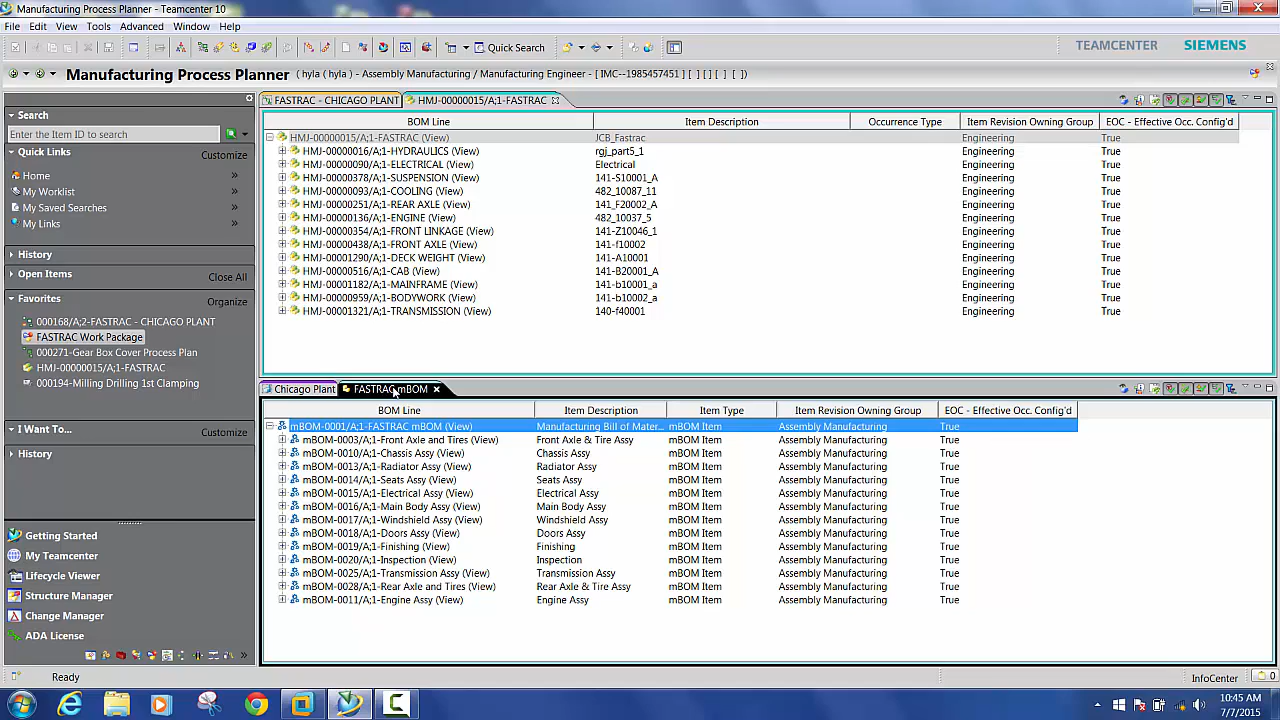 Manufacturing Process Planner - Teamcenter 10
File Edit View Tools Advanced Window Help
Quick Search
TEAMCENTER SIEMENS
Manufacturing Process Planner ( hyla ( hyla ) - Assembly Manufacturing / Manufacturing Engineer - [ IMC--1985457451 ] [ ] [ ] [ ] [ ])
Search
Enter the Item ID to search
Quick Links Customize
Home
My Worklist
My Saved Searches
My Links
History
Open Items Close All
Favorites Organize
000168/A;2-FASTRAC - CHICAGO PLANT
FASTRAC Work Package
000271-Gear Box Cover Process Plan
HMJ-00000015/A;1-FASTRAC
000194-Milling Drilling 1st Clamping
I Want To... Customize
History
Getting Started
My Teamcenter
Lifecycle Viewer
Structure Manager
Change Manager
ADA License
FASTRAC - CHICAGO PLANT HMJ-00000015/A;1-FASTRAC
BOM Line Item Description Occurrence Type Item Revision Owning Group EOC - Effective Occ. Config'd
HMJ-00000015/A;1-FASTRAC (View) JCB_Fastrac Engineering True
HMJ-00000016/A;1-HYDRAULICS (View) rgj_part5_1 Engineering True
HMJ-00000090/A;1-ELECTRICAL (View) Electrical Engineering True
HMJ-00000378/A;1-SUSPENSION (View) 141-S10001_A Engineering True
HMJ-00000093/A;1-COOLING (View) 482_10087_11 Engineering True
HMJ-00000251/A;1-REAR AXLE (View) 141_F20002_A Engineering True
HMJ-00000136/A;1-ENGINE (View) 482_10037_5 Engineering True
HMJ-00000354/A;1-FRONT LINKAGE (View) 141-Z10046_1 Engineering True
HMJ-00000438/A;1-FRONT AXLE (View) 141-f10002 Engineering True
HMJ-00001290/A;1-DECK WEIGHT (View) 141-A10001 Engineering True
HMJ-00000516/A;1-CAB (View) 141-B20001_A Engineering True
HMJ-00001182/A;1-MAINFRAME (View) 141-b10001_a Engineering True
HMJ-00000959/A;1-BODYWORK (View) 141-b10002_a Engineering True
HMJ-00001321/A;1-TRANSMISSION (View) 140-f40001 Engineering True
Chicago Plant FASTRAC mBOM
BOM Line Item Description Item Type Item Revision Owning Group EOC - Effective Occ. Config'd
mBOM-0001/A;1-FASTRAC mBOM (View) Manufacturing Bill of Mater... mBOM Item Assembly Manufacturing True
mBOM-0003/A;1-Front Axle and Tires (View) Front Axle & Tire Assy mBOM Item Assembly Manufacturing True
mBOM-0010/A;1-Chassis Assy (View) Chassis Assy mBOM Item Assembly Manufacturing True
mBOM-0013/A;1-Radiator Assy (View) Radiator Assy mBOM Item Assembly Manufacturing True
mBOM-0014/A;1-Seats Assy (View) Seats Assy mBOM Item Assembly Manufacturing True
mBOM-0015/A;1-Electrical Assy (View) Electrical Assy mBOM Item Assembly Manufacturing True
mBOM-0016/A;1-Main Body Assy (View) Main Body Assy mBOM Item Assembly Manufacturing True
mBOM-0017/A;1-Windshield Assy (View) Windshield Assy mBOM Item Assembly Manufacturing True
mBOM-0018/A;1-Doors Assy (View) Doors Assy mBOM Item Assembly Manufacturing True
mBOM-0019/A;1-Finishing (View) Finishing mBOM Item Assembly Manufacturing True
mBOM-0020/A;1-Inspection (View) Inspection mBOM Item Assembly Manufacturing True
mBOM-0025/A;1-Transmission Assy (View) Transmission Assy mBOM Item Assembly Manufacturing True
mBOM-0028/A;1-Rear Axle and Tires (View) Rear Axle & Tire Assy mBOM Item Assembly Manufacturing True
mBOM-0011/A;1-Engine Assy (View) Engine Assy mBOM Item Assembly Manufacturing True
Ready
InfoCenter 0
10:45 AM
7/7/2015